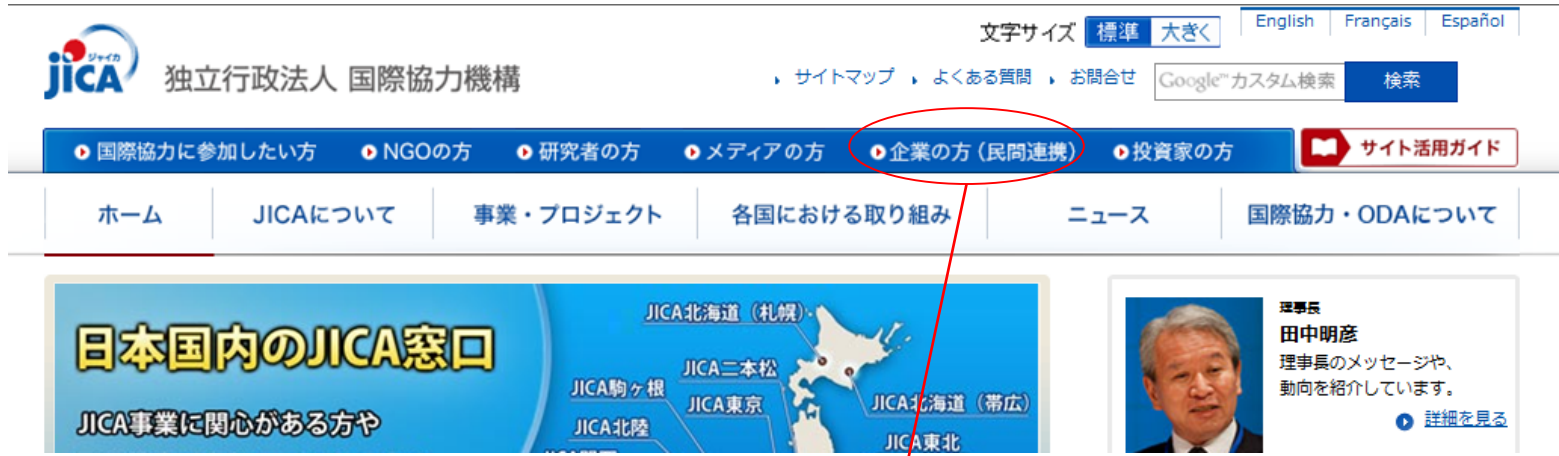 文字サイズ 標準 大きく English Français Español
ジャイカ
JICA 独立行政法人 国際協力機構
サイトマップ よくある質問 お問合せ Google™カスタム検索 検索
国際協力に参加したい方 NGOの方 研究者の方 メディアの方 企業の方（民間連携） 投資家の方 サイト活用ガイド
ホーム JICAについて 事業・プロジェクト 各国における取り組み ニュース 国際協力・ODAについて
日本国内のJICA窓口
JICA事業に関心がある方や
JICA北海道（札幌）
JICA二本松
JICA駒ヶ根
JICA東京
JICA北海道（帯広）
JICA北陸
JICA東北
理事長
田中明彦
理事長のメッセージや、
動向を紹介しています。
詳細を見る